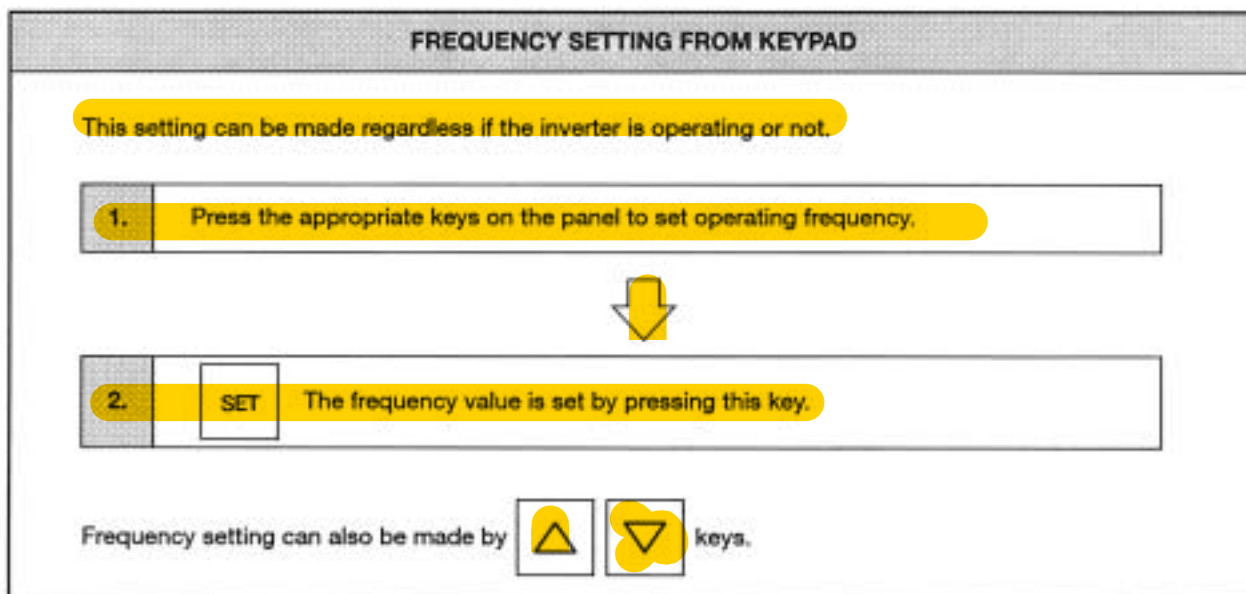 FREQUENCY SETTING FROM KEYPAD
This setting can be made regardless if the inverter is operating or not.
1. Press the appropriate keys on the panel to set operating frequency.
2. SET The frequency value is set by pressing this key.
Frequency setting can also be made by △ ▽ keys.